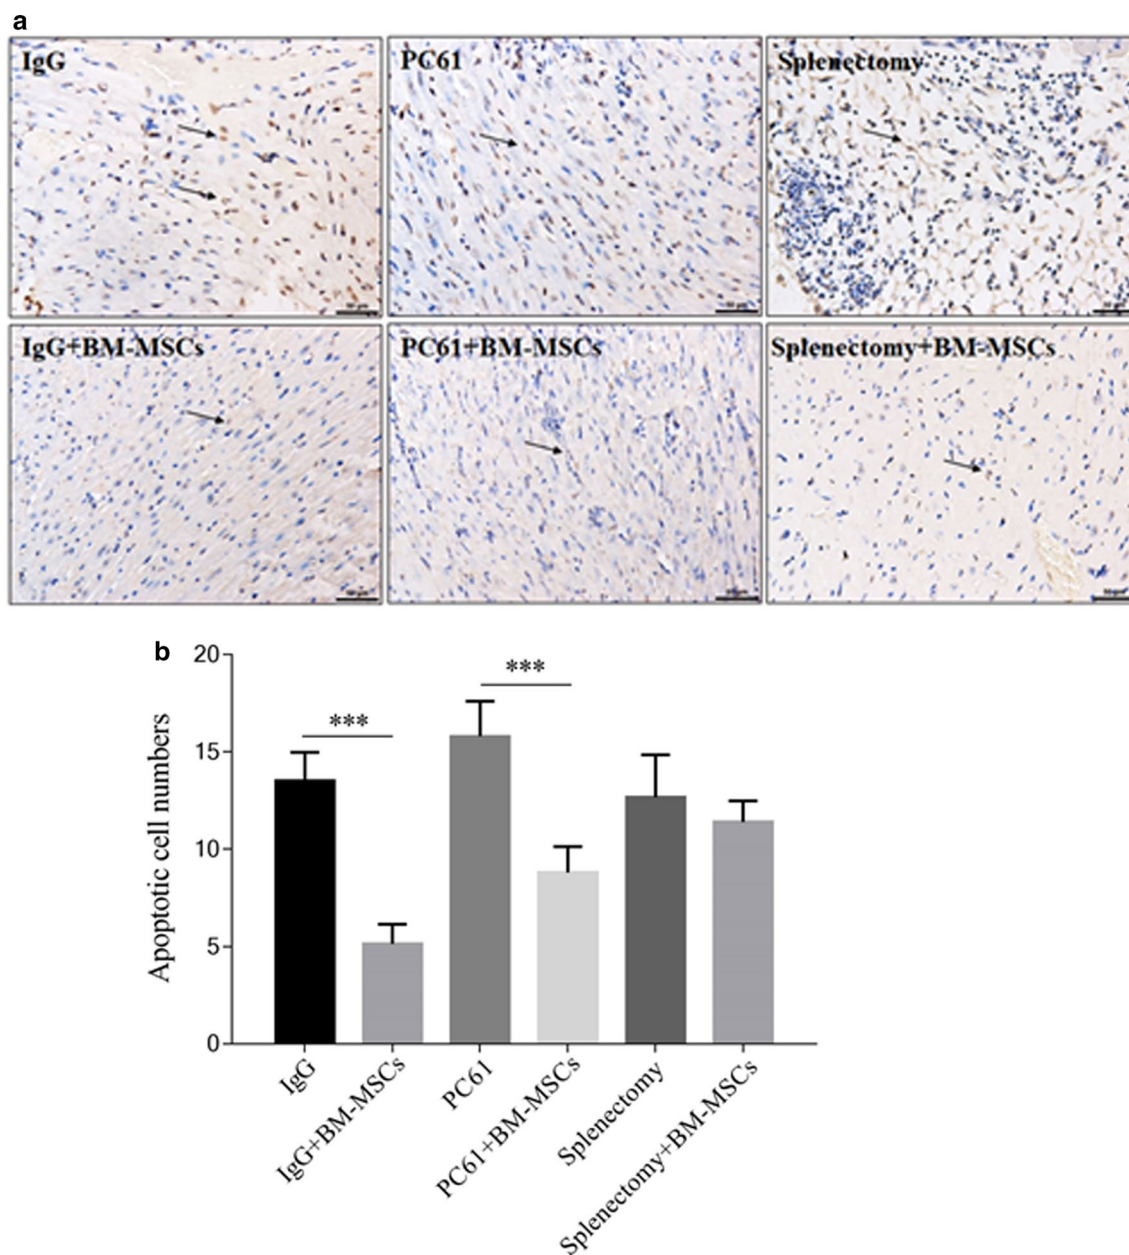 a
IgG
PC61
Splenectomy
IgG+BM-MSCs
PC61+BM-MSCs
Splenectomy+BM-MSCs
b
20
15
10
5
0
Apoptotic cell numbers
***
***
IgG
IgG+BM-MSCs
PC61
PC61+BM-MSCs
Splenectomy
Splenectomy+BM-MSCs